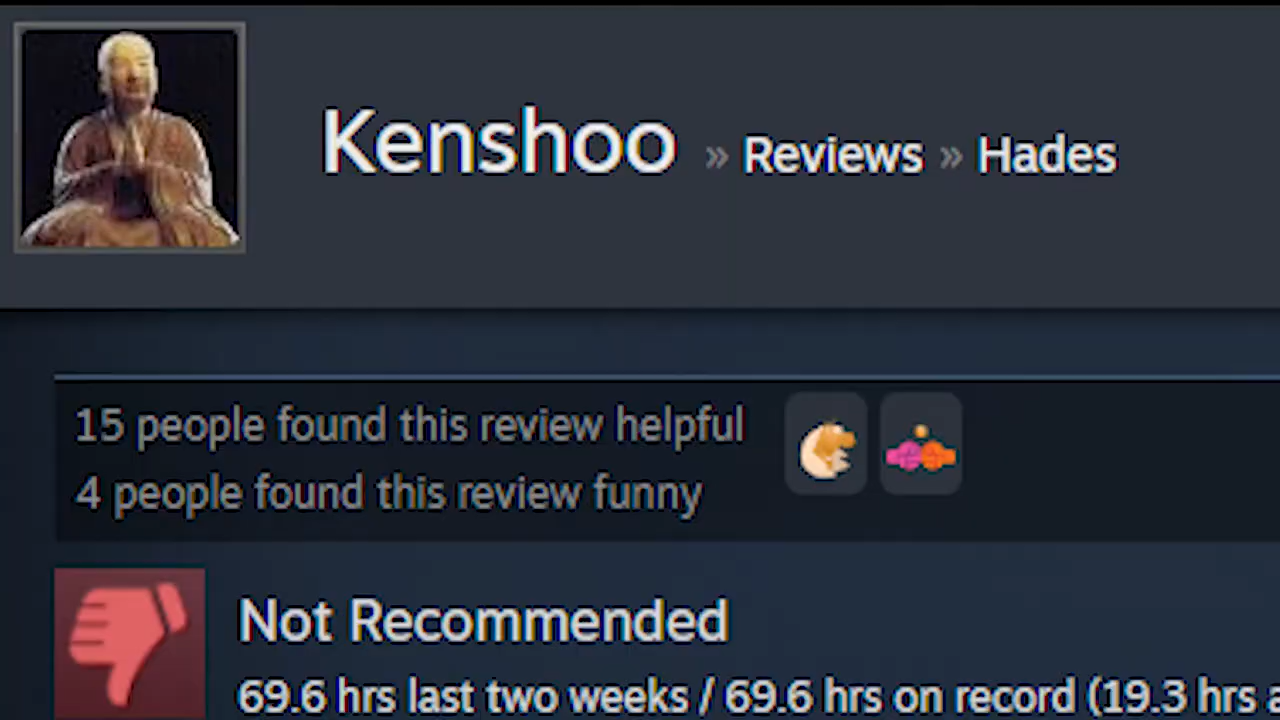 Kenshoo » Reviews » Hades
15 people found this review helpful
4 people found this review funny
Not Recommended
69.6 hrs last two weeks / 69.6 hrs on record (19.3 hrs a